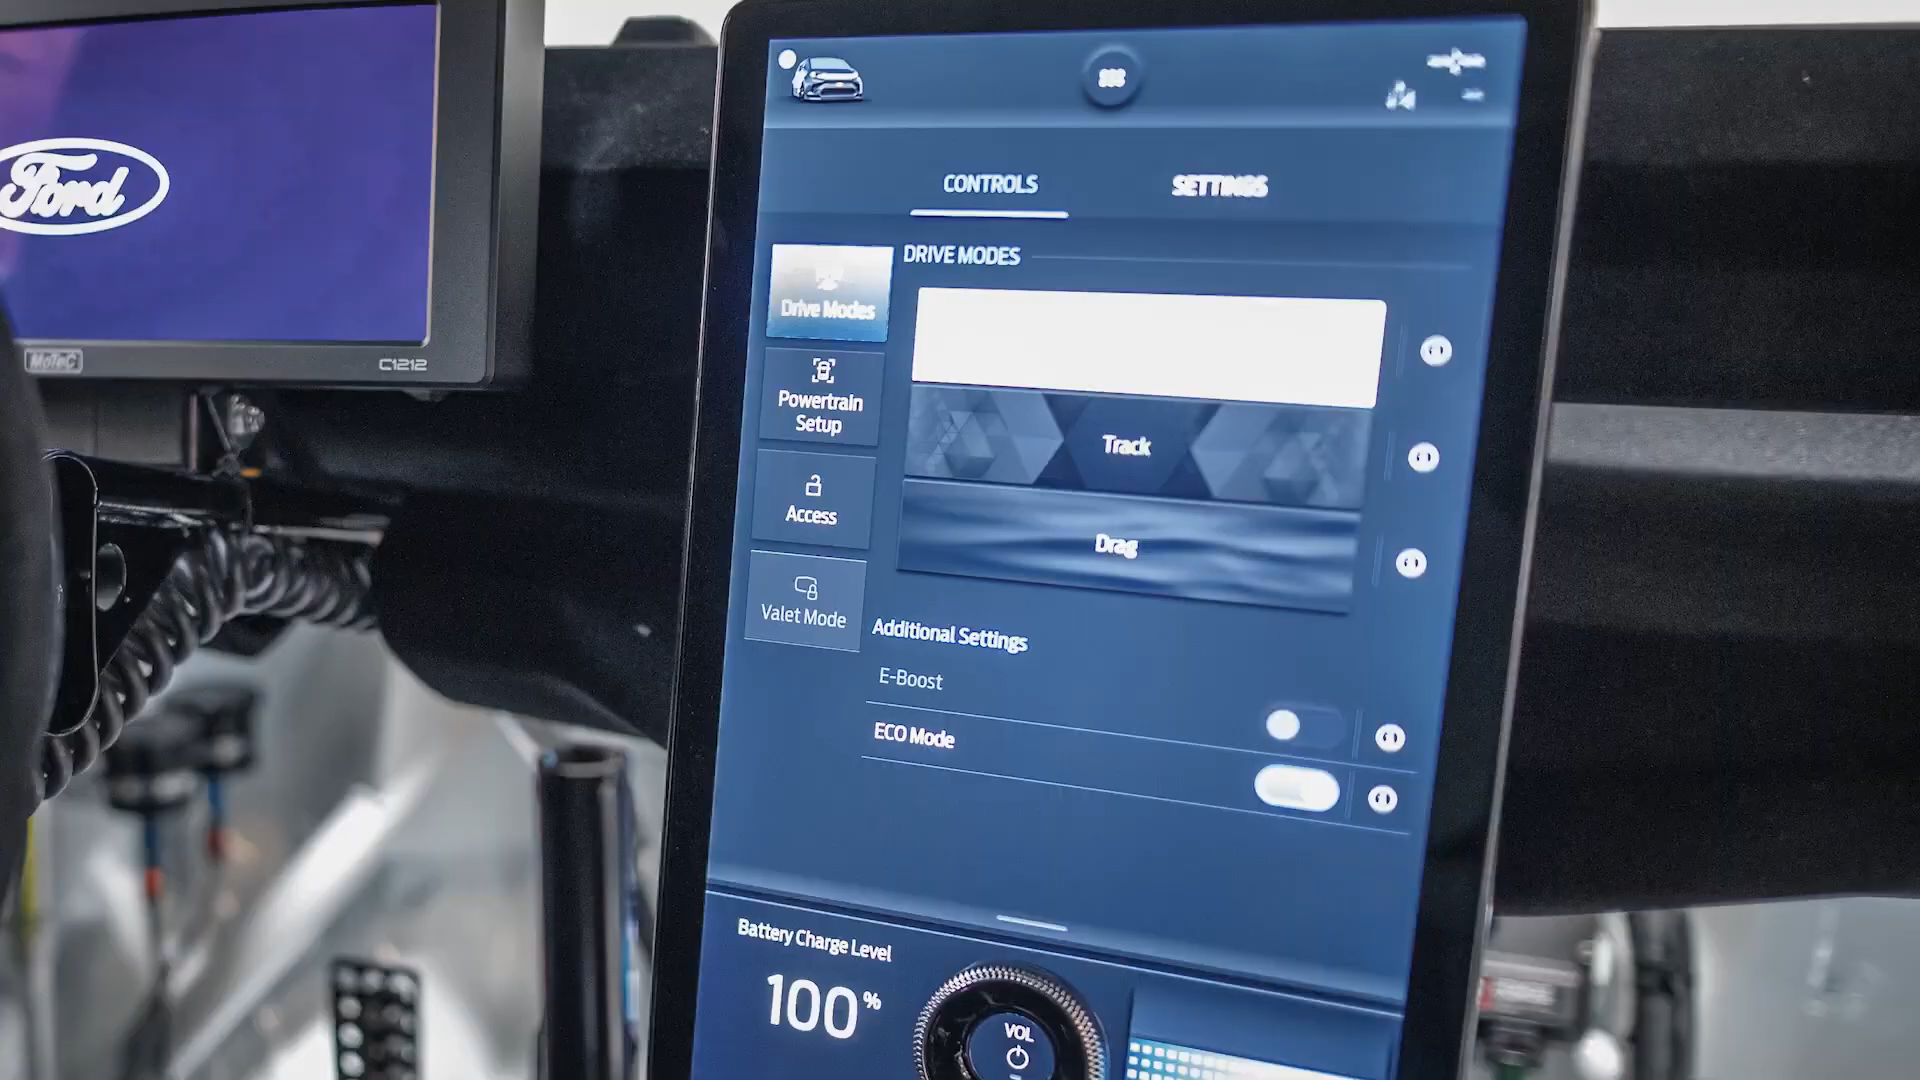 Ford
MoTeC
C1212
CONTROLS
SETTINGS
DRIVE MODES
Drive Modes
Powertrain
Setup
Track
Access
Drag
Valet Mode
Additional Settings
E-Boost
ECO Mode
Battery Charge Level
100%
VOL